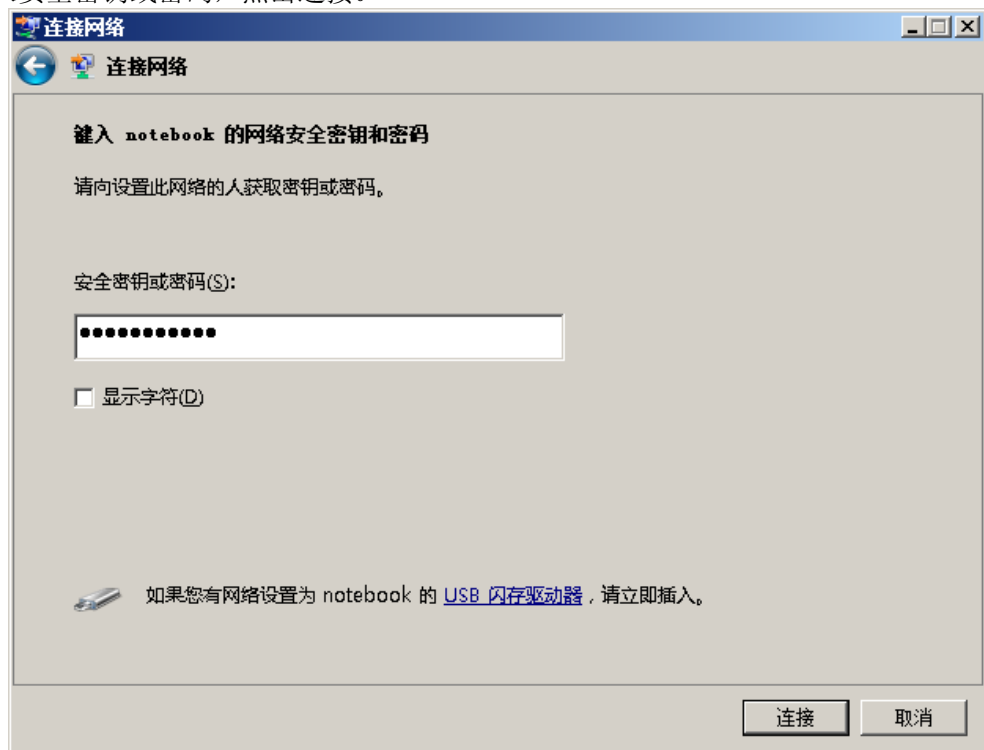 连接网络
连接网络
键入 notebook 的网络安全密钥和密码
请向设置此网络的人获取密钥或密码。
安全密钥或密码(S):
●●●●●●●●●●●
显示字符(D)
如果您有网络设置为 notebook 的 USB 闪存驱动器,请立即插入。
连接 取消